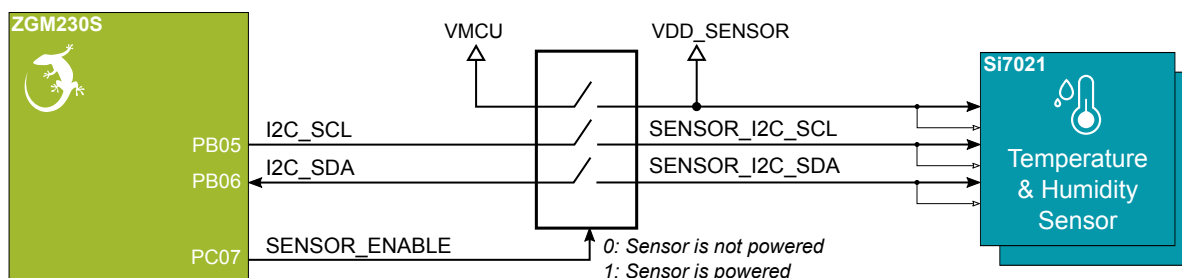 ZGM230S
VMCU
VDD_SENSOR
Si7021
PB05
I2C_SCL
SENSOR_I2C_SCL
PB06
I2C_SDA
SENSOR_I2C_SDA
Temperature
& Humidity
Sensor
PC07
SENSOR_ENABLE
0: Sensor is not powered
1: Sensor is powered